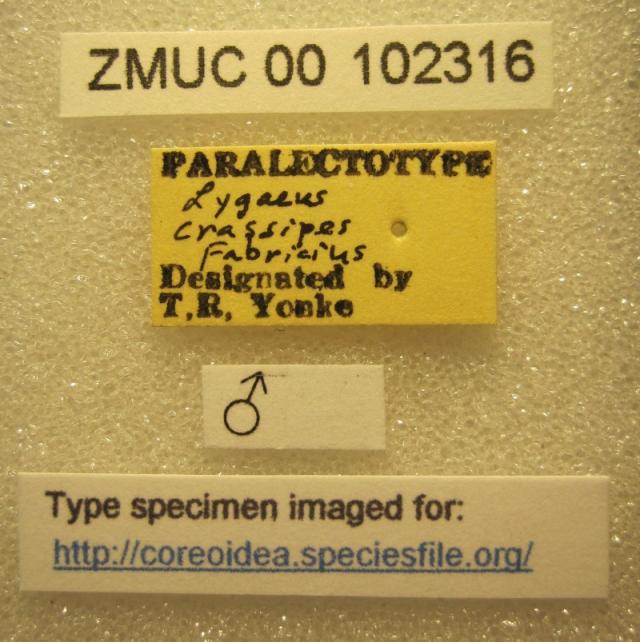 ZMUC 00 102316
PARALECTOTYPE
Lygaeus
crassipes
Fabricius
Designated by
T.R. Yonke
♂
Type specimen imaged for:
http://coreoidea.speciesfile.org/